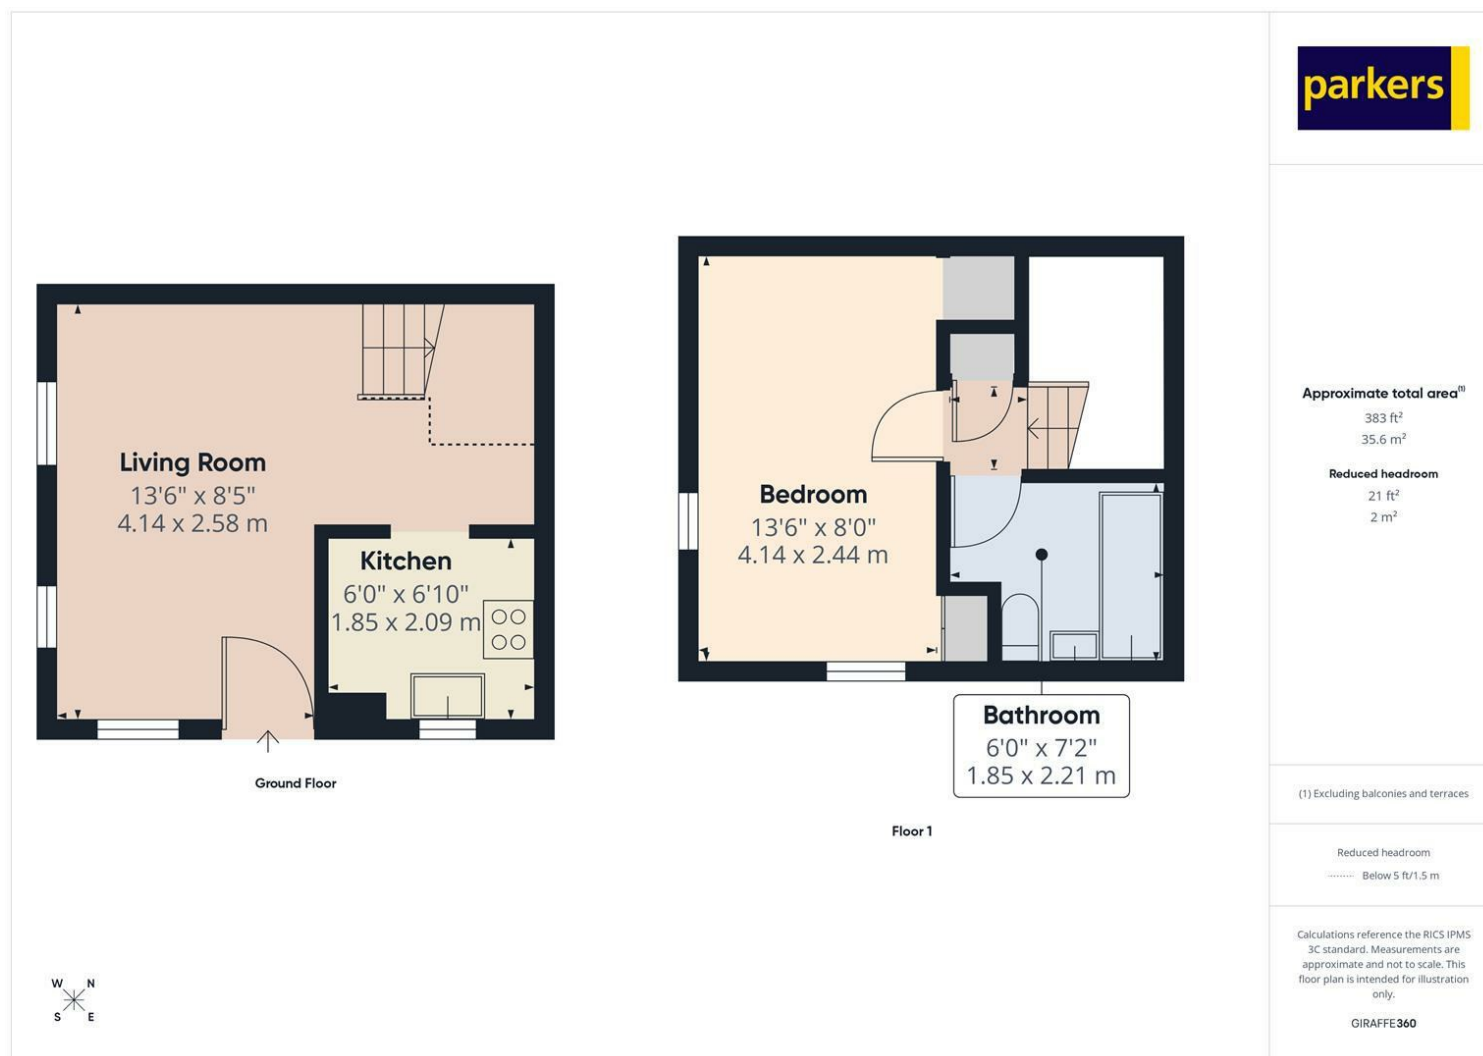 Living Room
13'6" x 8'5"
4.14 x 2.58 m
Kitchen
6'0" x 6'10"
1.85 x 2.09 m
Ground Floor
Bedroom
13'6" x 8'0"
4.14 x 2.44 m
Bathroom
6'0" x 7'2"
1.85 x 2.21 m
Floor 1
W N
S E
parkers
Approximate total area(1)
383 ft²
35.6 m²
Reduced headroom
21 ft²
2 m²
(1) Excluding balconies and terraces
Reduced headroom
Below 5 ft/1.5 m
Calculations reference the RICS IPMS
3C standard. Measurements are
approximate and not to scale. This
floor plan is intended for illustration
only.
GIRAFFE360